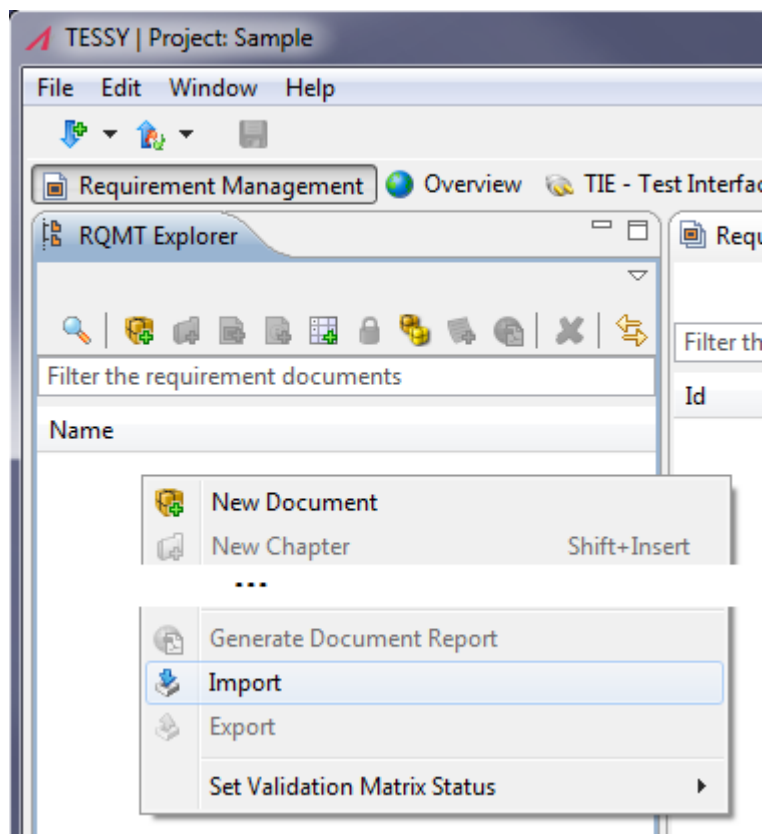 TESSY | Project: Sample
File Edit Window Help
Requirement Management Overview TIE - Test Interfac
RQMT Explorer
Requ
Filter the requirement documents
Filter th
Name
Id
New Document
New Chapter Shift+Insert
...
Generate Document Report
Import
Export
Set Validation Matrix Status